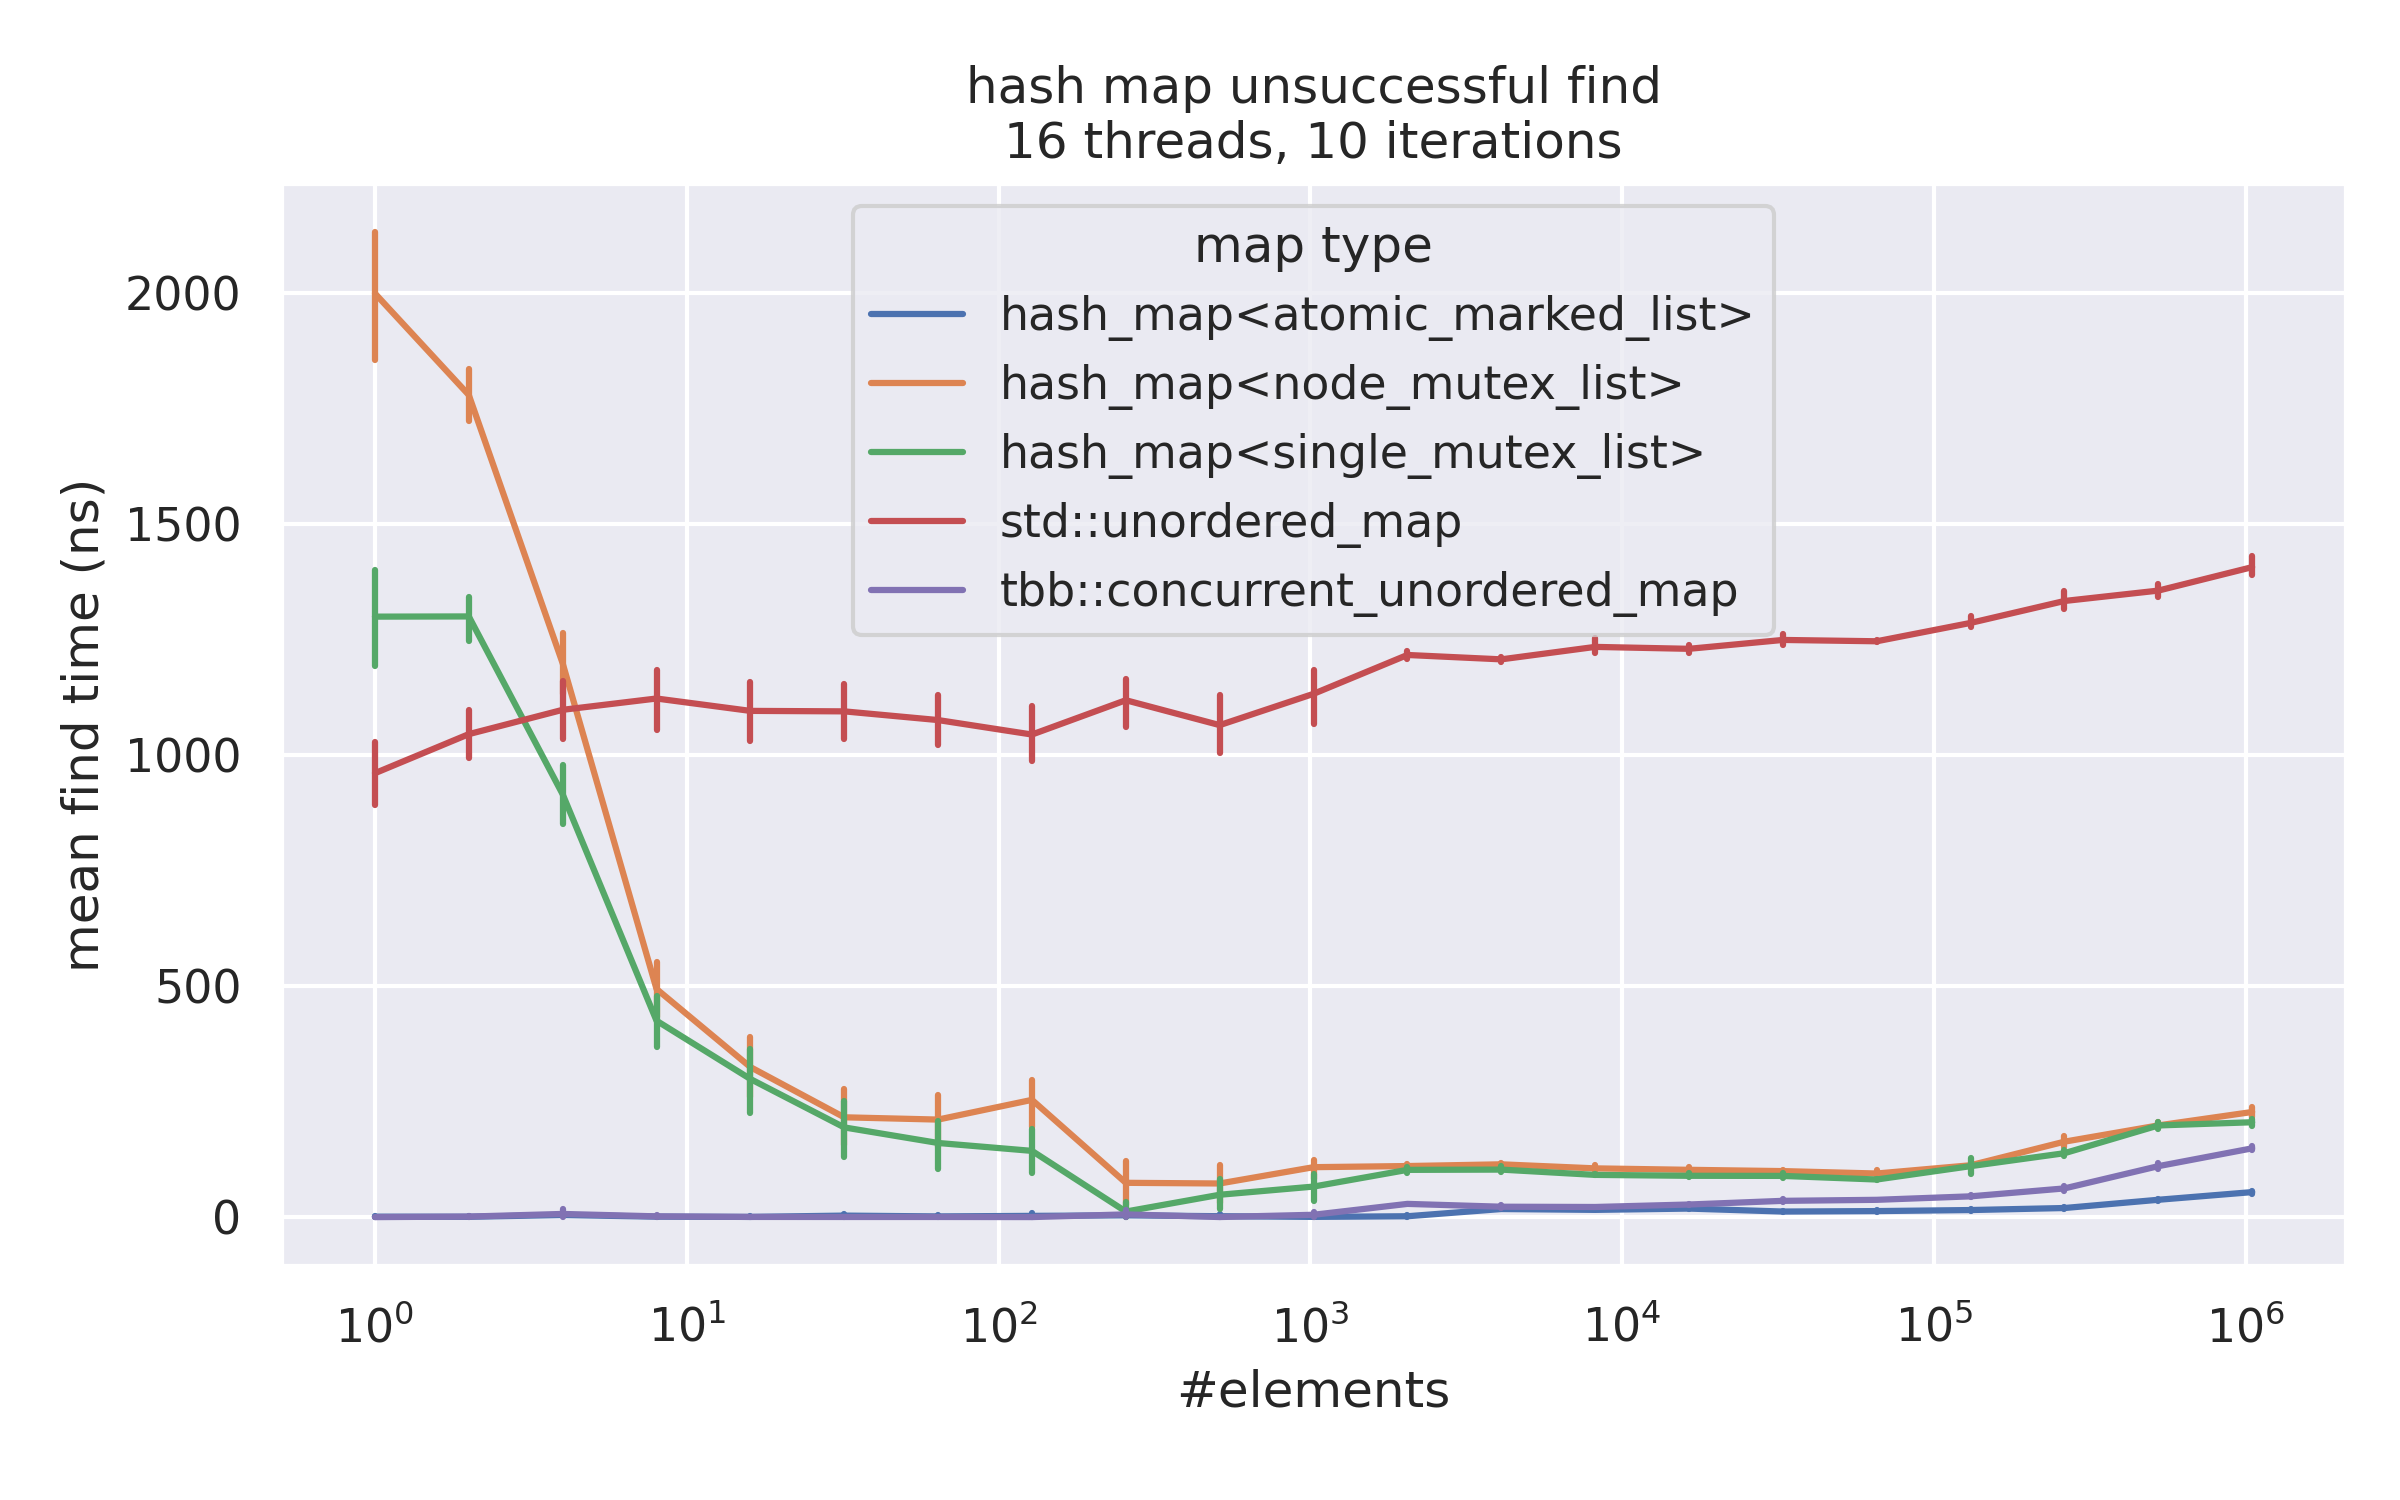 hash map unsuccessful find
16 threads, 10 iterations
map type
hash_map<atomic_marked_list>
hash_map<node_mutex_list>
hash_map<single_mutex_list>
std::unordered_map
tbb::concurrent_unordered_map
mean find time (ns)
2000
1500
1000
500
0
10⁰ 10¹ 10² 10³ 10⁴ 10⁵ 10⁶
#elements